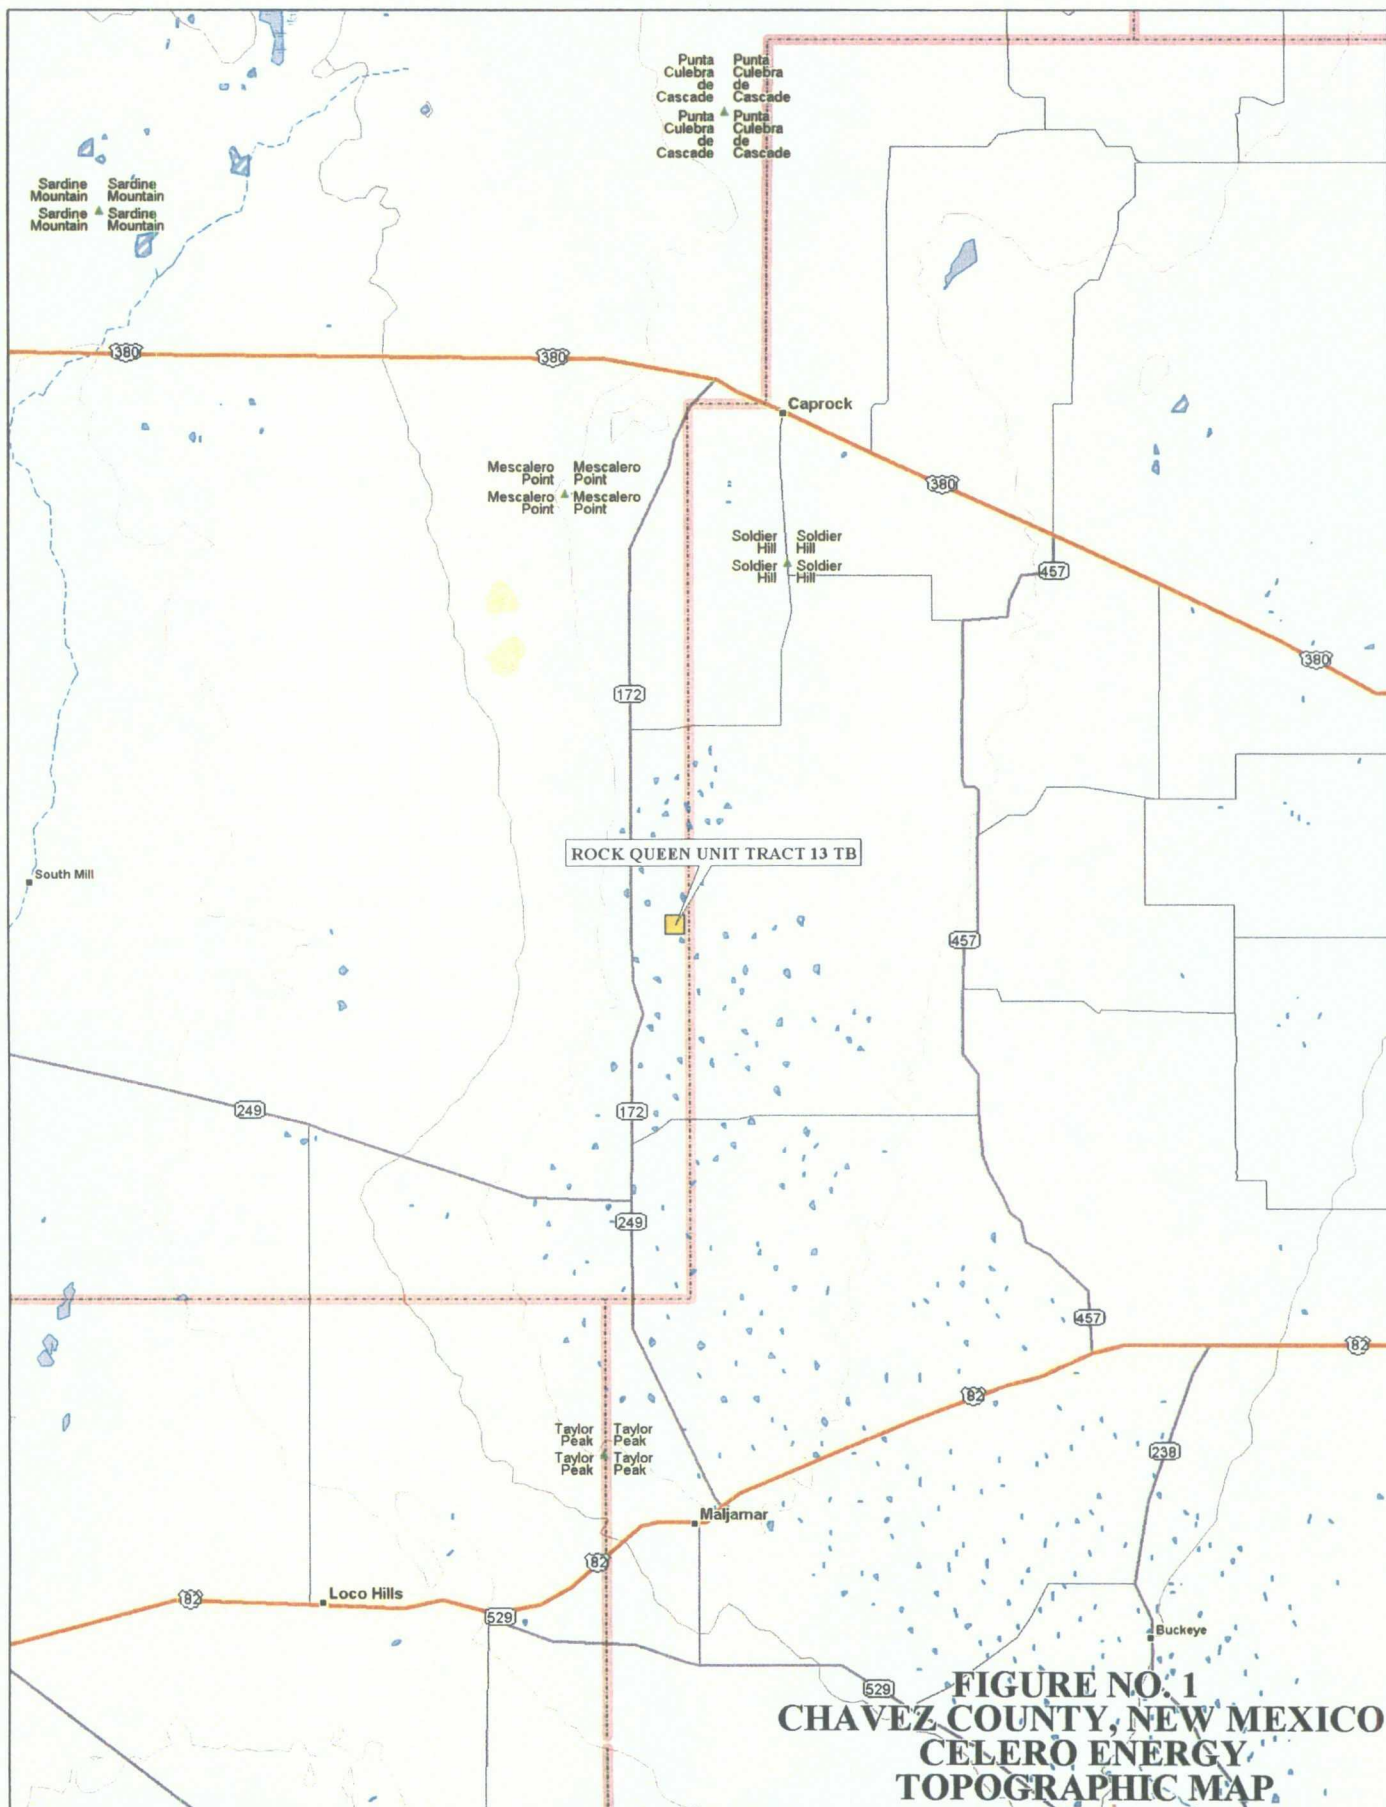 Punta Punta
Culebra Culebra
de de
Cascade Cascade
Punta Punta
Culebra Culebra
de de
Cascade Cascade
Sardine Sardine
Mountain Mountain
Sardine Sardine
Mountain Mountain
380
380
Caprock
Mescalero Mescalero
Point Point
Mescalero Mescalero
Point Point
380
Soldier Soldier
Hill Hill
Soldier Soldier
Hill Hill
457
380
172
ROCK QUEEN UNIT TRACT 13 TB
South Mill
457
249
172
249
457
82
82
Taylor Taylor
Peak Peak
Taylor Taylor
Peak Peak
238
Maljamar
82
82
Loco Hills
529
Buckeye
529
FIGURE NO. 1
CHAVEZ COUNTY, NEW MEXICO
CELERO ENERGY
TOPOGRAPHIC MAP